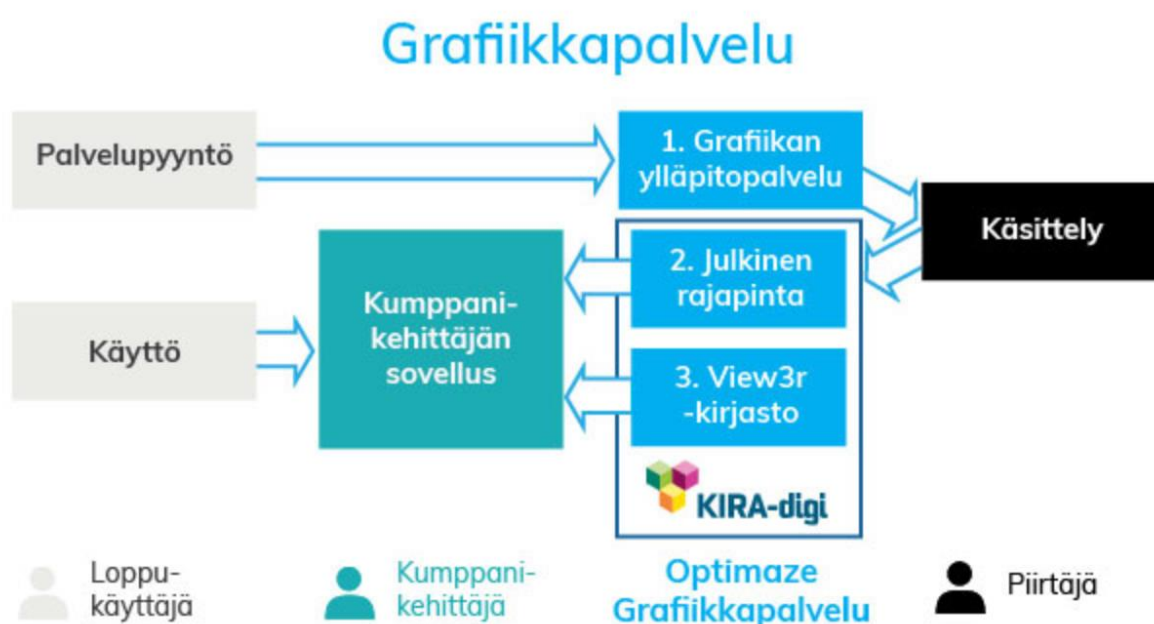 Grafiikkapalvelu
Palvelupyyntö
1. Grafiikan
ylläpitopalvelu
Käsittely
Kumppani-
kehittäjän
sovellus
2. Julkinen
rajapinta
Käyttö
3. View3r
-kirjasto
KIRA-digi
Loppu-
käyttäjä
Kumppani-
kehittäjä
Optimaze
Grafiikkapalvelu
Piirtäjä